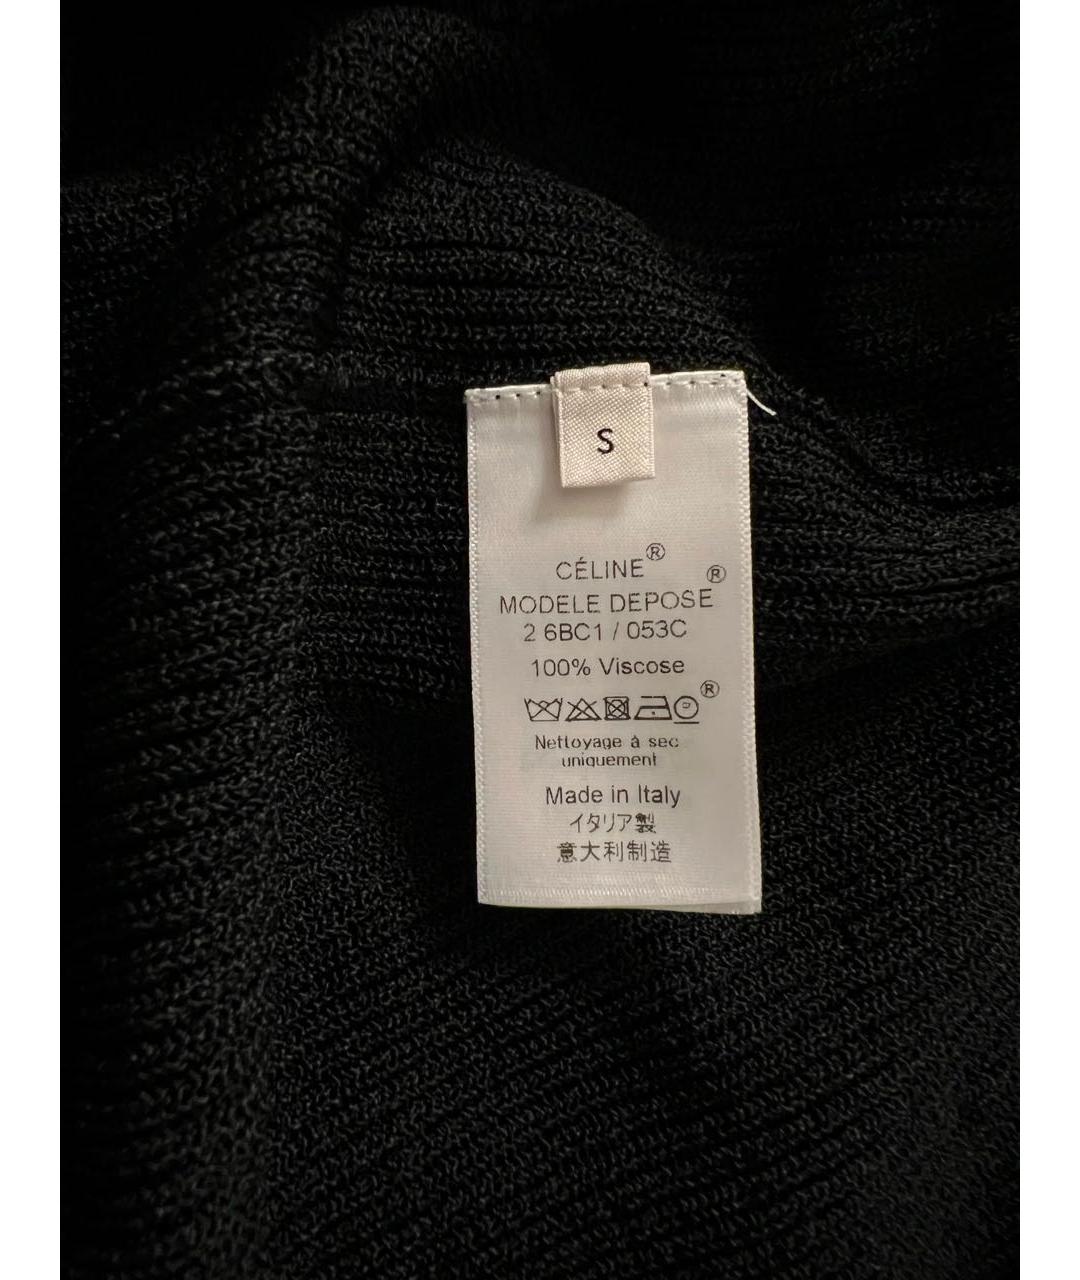 S
CÉLINE®
MODELE DEPOSE®
2 6BC1 / 053C
100% Viscose
®
Nettoyage à sec
uniquement
Made in Italy
イタリア製
意大利制造